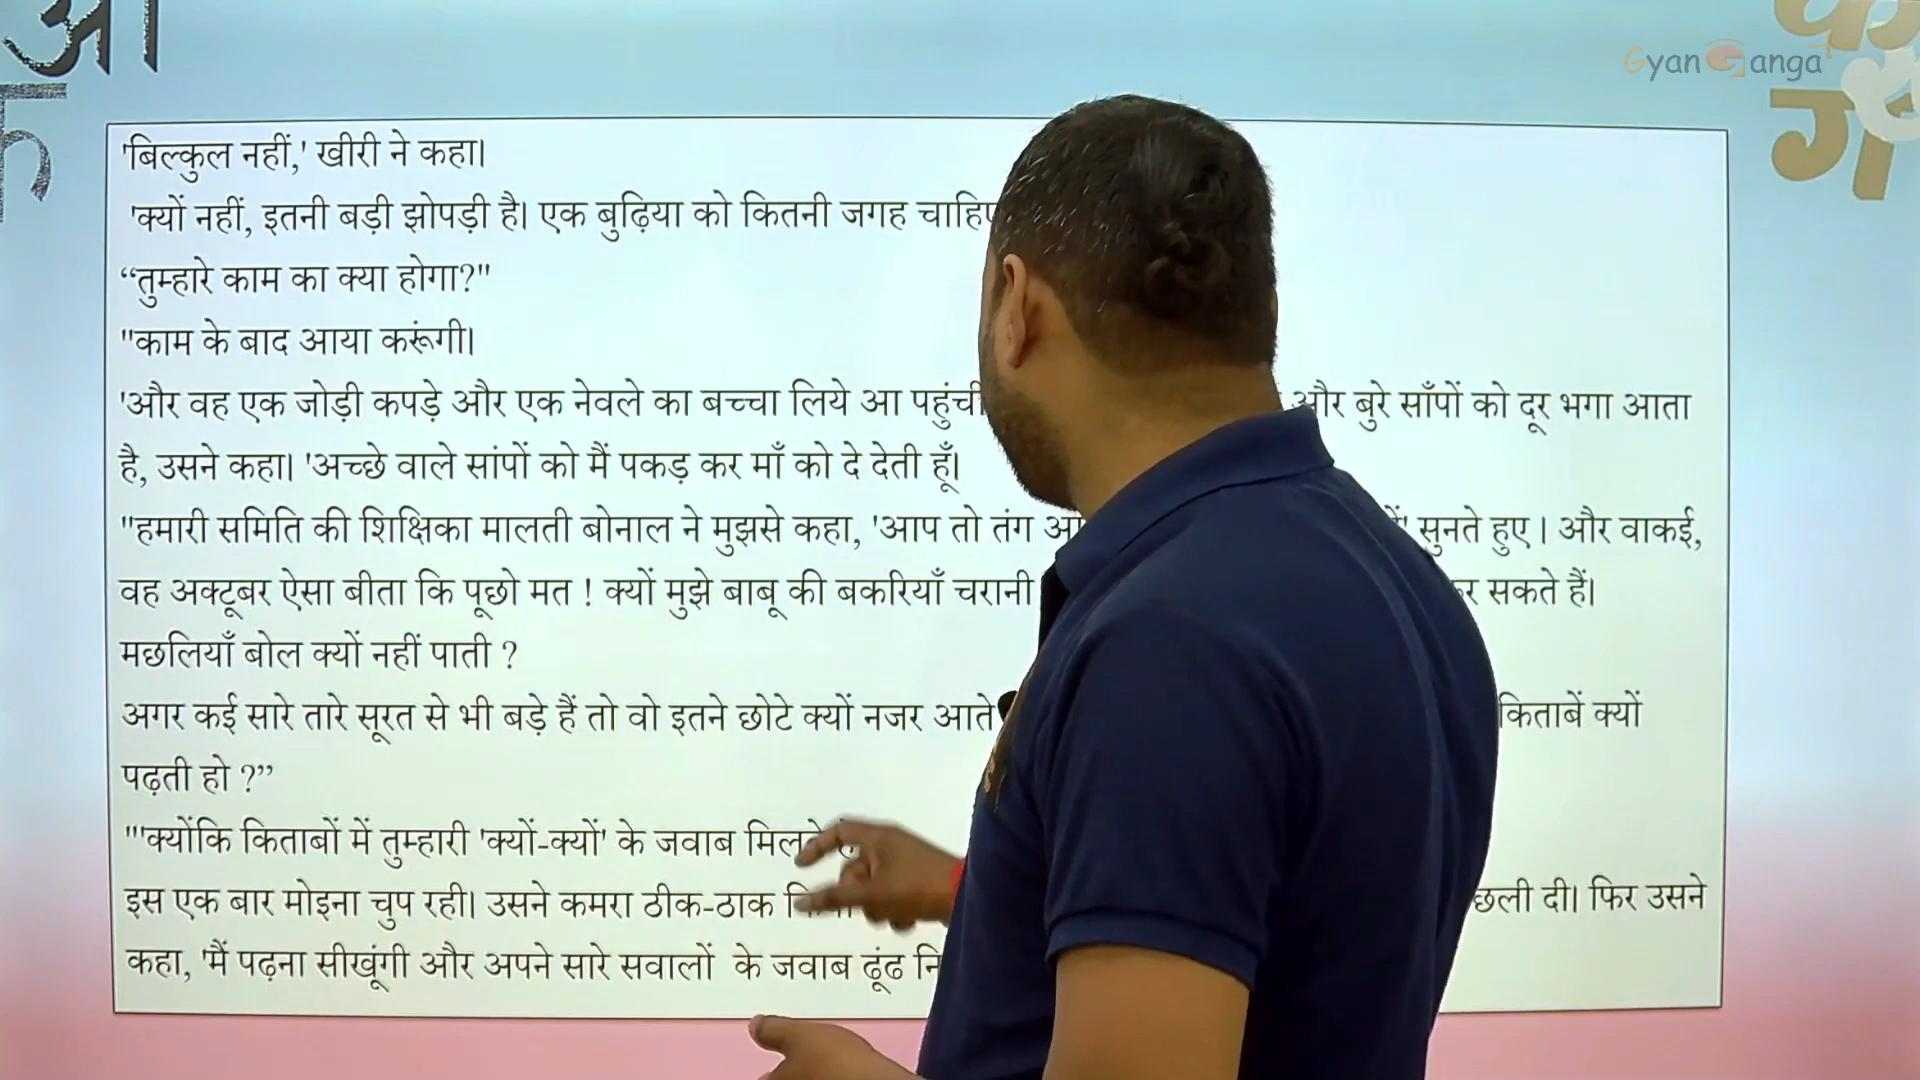 आ
क
क
ग
GyanGanga
'बिल्कुल नहीं,' खीरी ने कहा।
'क्यों नहीं, इतनी बड़ी झोपड़ी है। एक बुढ़िया को कितनी जगह
“तुम्हारे काम का क्या होगा?"
"काम के बाद आया करूंगी।
'और वह एक जोड़ी कपड़े और एक नेवले का बच्चा लिये आ पहुंची और बुरे साँपों को दूर भगा आता
है, उसने कहा। 'अच्छे वाले सांपों को मैं पकड़ कर माँ को दे देती हूँ।
"हमारी समिति की शिक्षिका मालती बोनाल ने मुझसे कहा, 'आप तो तंग सुनते हुए । और वाकई,
वह अक्टूबर ऐसा बीता कि पूछो मत ! क्यों मुझे बाबू की बकरियाँ चरानी सकते हैं।
मछलियाँ बोल क्यों नहीं पाती ?
अगर कई सारे तारे सूरत से भी बड़े हैं तो वो इतने छोटे क्यों नजर आते किताबें क्यों
पढ़ती हो ?”
"'क्योंकि किताबों में तुम्हारी 'क्यों-क्यों' के जवाब
इस एक बार मोइना चुप रही। उसने कमरा ठीक-ठाक दी। फिर उसने
कहा, 'मैं पढ़ना सीखूंगी और अपने सारे सवालों के जवाब ढूंढ